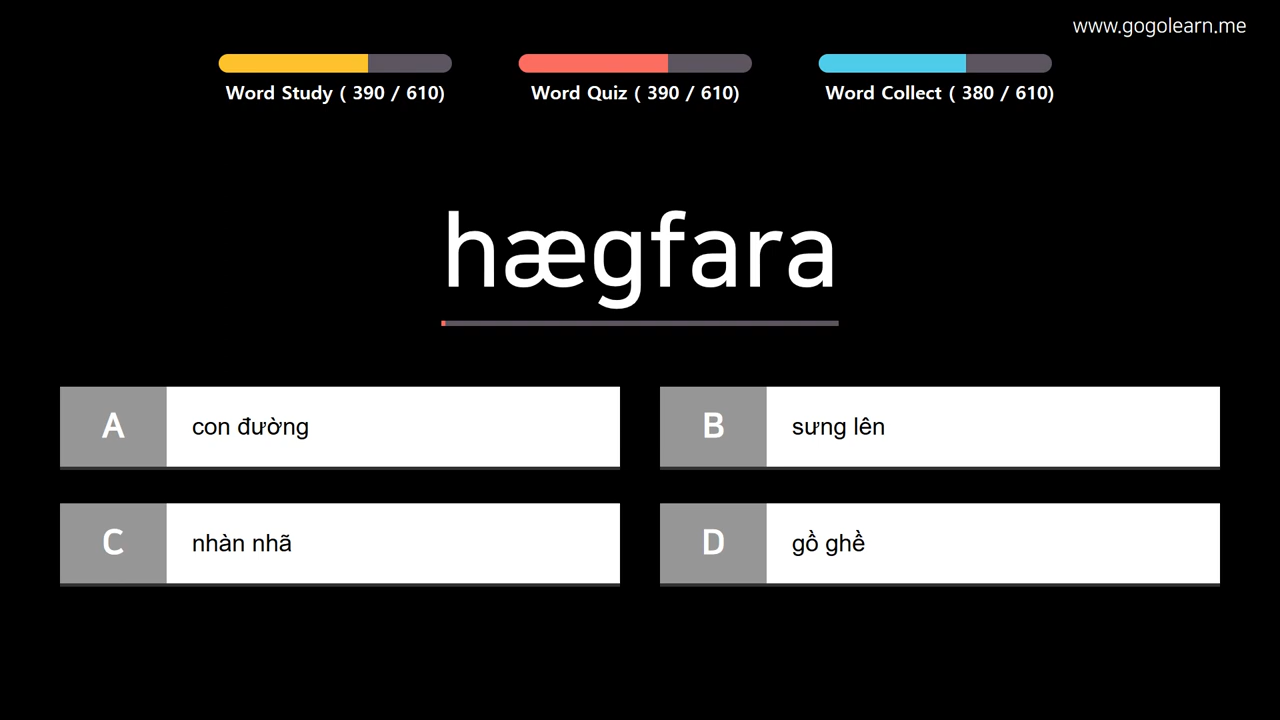 www.gogolearn.me
Word Study ( 390 / 610)
Word Quiz ( 390 / 610)
Word Collect ( 380 / 610)
hægfara
A con đường
B sưng lên
C nhàn nhã
D gồ ghề